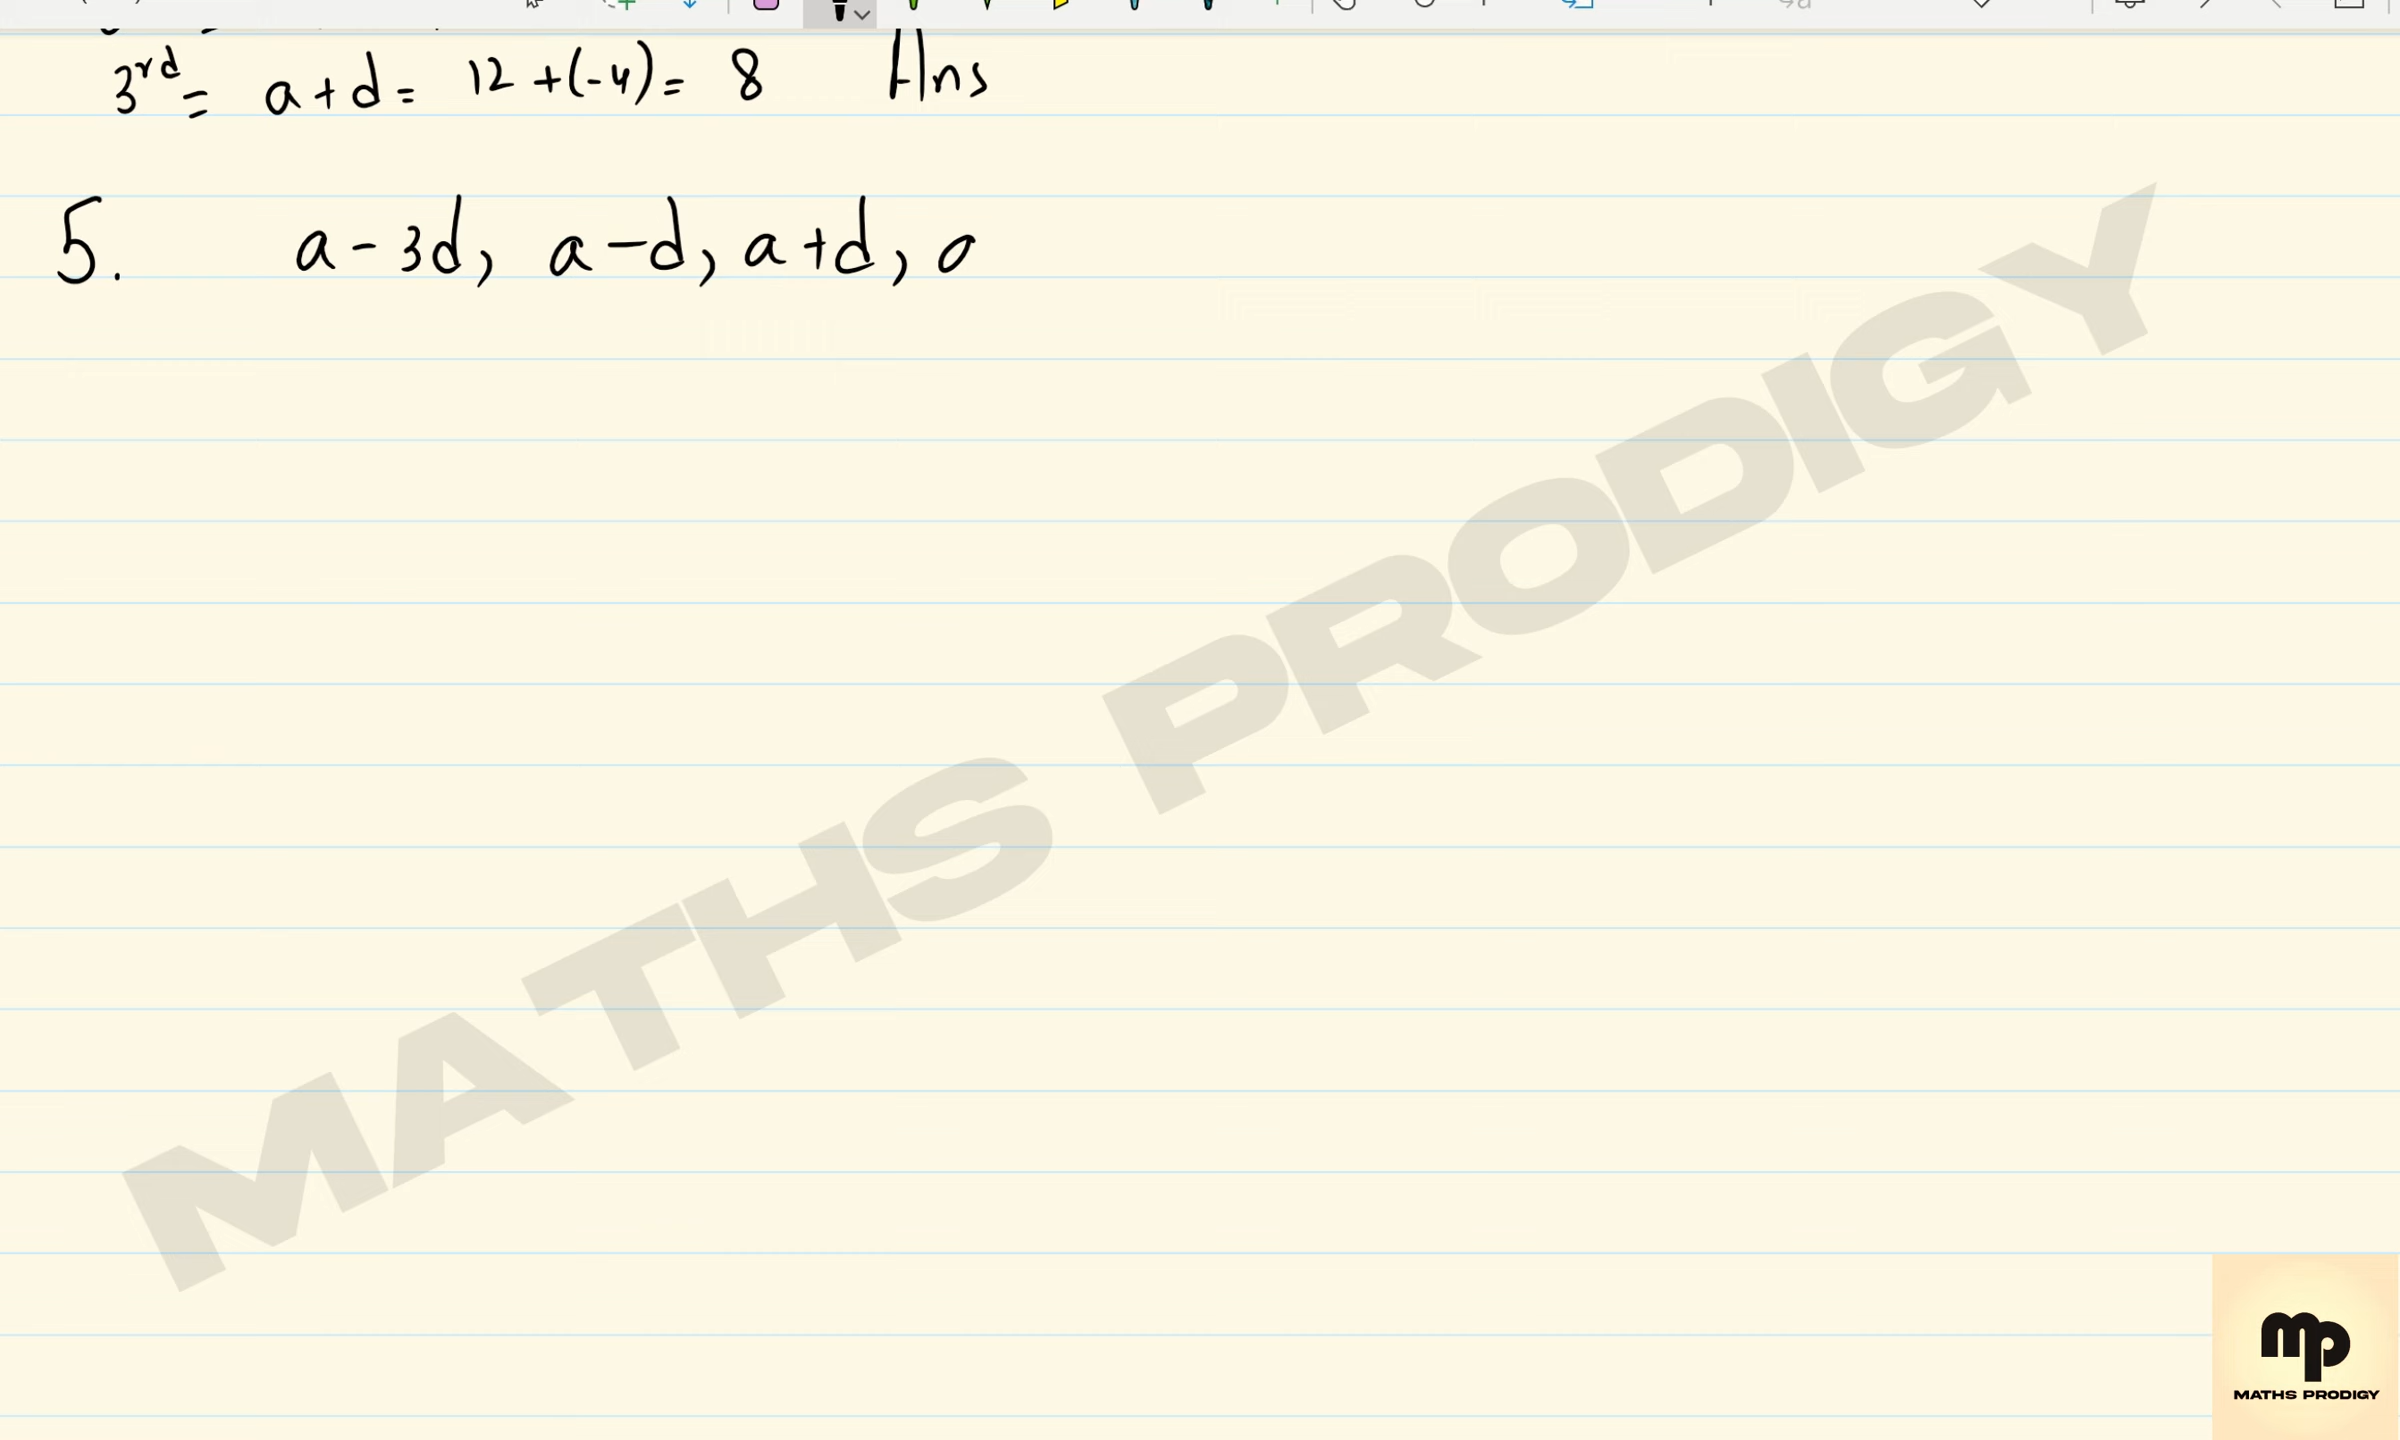 3rd = a + d = 12 + (-4) = 8 Ans
5. a - 3d, a - d, a + d, a
MATHS PRODIGY
mp
MATHS PRODIGY